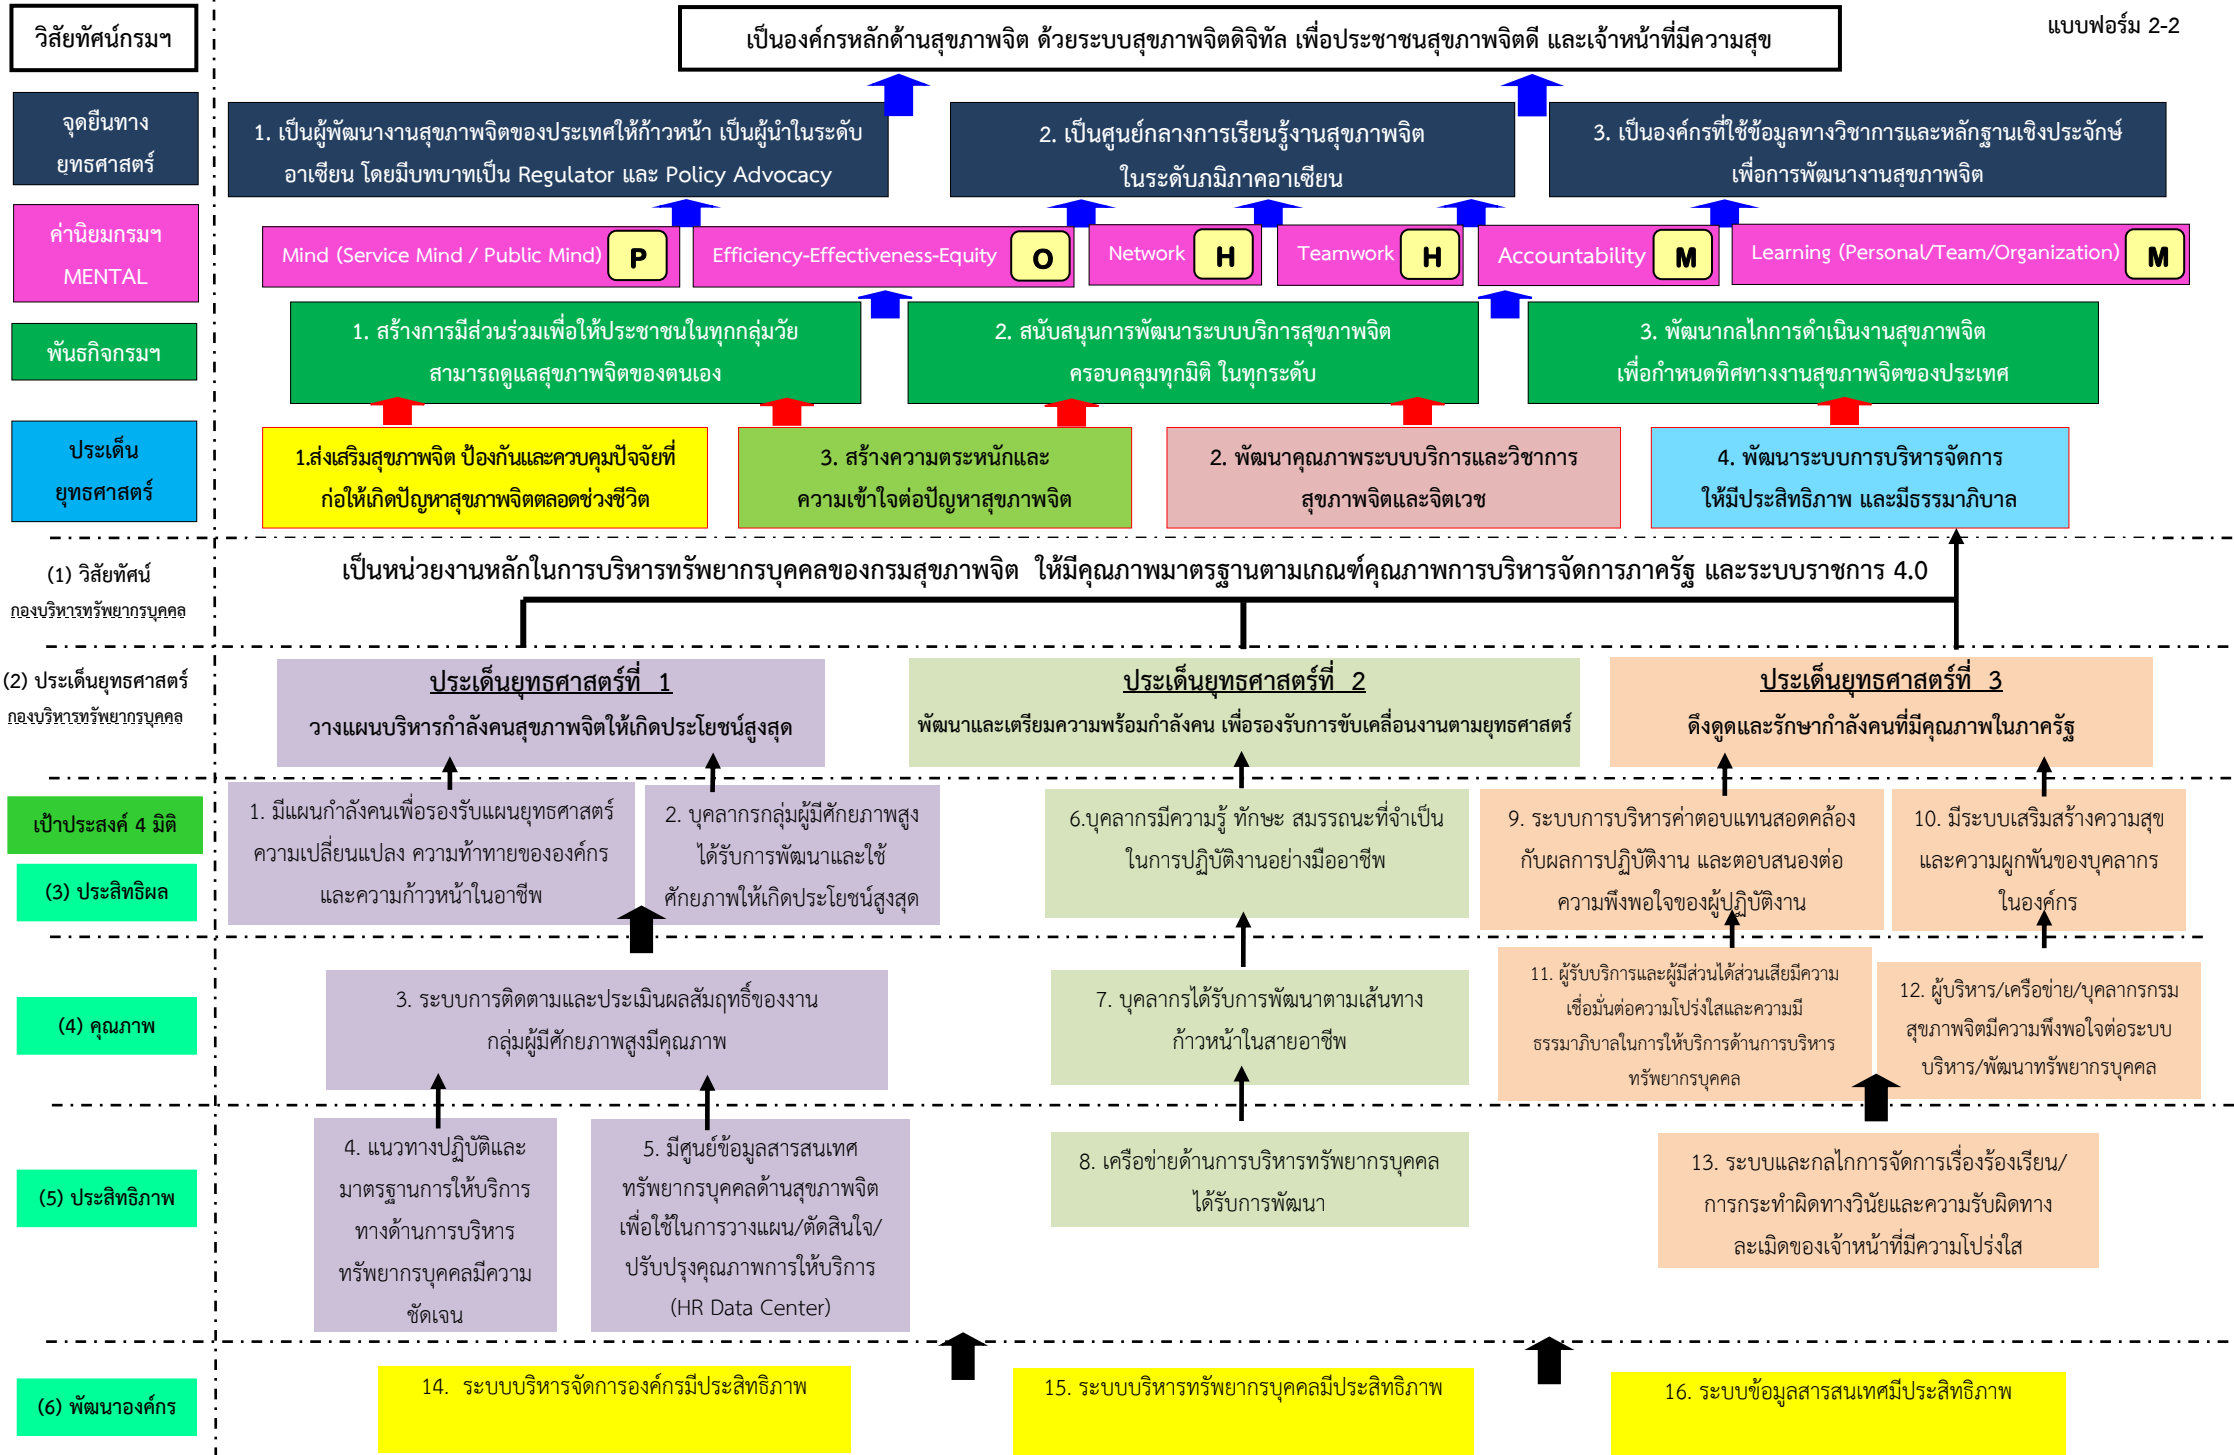 วิสัยทัศน์กรมฯ
เป็นองค์กรหลักด้านสุขภาพจิต ด้วยระบบสุขภาพจิตดิจิทัล เพื่อประชาชนสุขภาพจิตดี และเจ้าหน้าที่มีความสุข
แบบฟอร์ม 2-2
จุดยืนทาง
ยุทธศาสตร์
1. เป็นผู้พัฒนางานสุขภาพจิตของประเทศให้ก้าวหน้า เป็นผู้นำในระดับ
อาเซียน โดยมีบทบาทเป็น Regulator และ Policy Advocacy
2. เป็นศูนย์กลางการเรียนรู้งานสุขภาพจิต
ในระดับภูมิภาคอาเซียน
3. เป็นองค์กรที่ใช้ข้อมูลทางวิชาการและหลักฐานเชิงประจักษ์
เพื่อการพัฒนางานสุขภาพจิต
ค่านิยมกรมฯ
MENTAL
Mind (Service Mind / Public Mind) P
Efficiency-Effectiveness-Equity O
Network H
Teamwork H
Accountability M
Learning (Personal/Team/Organization) M
พันธกิจกรมฯ
1. สร้างการมีส่วนร่วมเพื่อให้ประชาชนในทุกกลุ่มวัย
สามารถดูแลสุขภาพจิตของตนเอง
2. สนับสนุนการพัฒนาระบบบริการสุขภาพจิต
ครอบคลุมทุกมิติ ในทุกระดับ
3. พัฒนากลไกการดำเนินงานสุขภาพจิต
เพื่อกำหนดทิศทางงานสุขภาพจิตของประเทศ
ประเด็น
ยุทธศาสตร์
1.ส่งเสริมสุขภาพจิต ป้องกันและควบคุมปัจจัยที่
ก่อให้เกิดปัญหาสุขภาพจิตตลอดช่วงชีวิต
3. สร้างความตระหนักและ
ความเข้าใจต่อปัญหาสุขภาพจิต
2. พัฒนาคุณภาพระบบบริการและวิชาการ
สุขภาพจิตและจิตเวช
4. พัฒนาระบบการบริหารจัดการ
ให้มีประสิทธิภาพ และมีธรรมาภิบาล
(1) วิสัยทัศน์
กองบริหารทรัพยากรบุคคล
เป็นหน่วยงานหลักในการบริหารทรัพยากรบุคคลของกรมสุขภาพจิต ให้มีคุณภาพมาตรฐานตามเกณฑ์คุณภาพการบริหารจัดการภาครัฐ และระบบราชการ 4.0
(2) ประเด็นยุทธศาสตร์
กองบริหารทรัพยากรบุคคล
ประเด็นยุทธศาสตร์ที่ 1
วางแผนบริหารกำลังคนสุขภาพจิตให้เกิดประโยชน์สูงสุด
ประเด็นยุทธศาสตร์ที่ 2
พัฒนาและเตรียมความพร้อมกำลังคน เพื่อรองรับการขับเคลื่อนงานตามยุทธศาสตร์
ประเด็นยุทธศาสตร์ที่ 3
ดึงดูดและรักษากำลังคนที่มีคุณภาพในภาครัฐ
เป้าประสงค์ 4 มิติ
(3) ประสิทธิผล
1. มีแผนกำลังคนเพื่อรองรับแผนยุทธศาสตร์
ความเปลี่ยนแปลง ความท้าทายขององค์กร
และความก้าวหน้าในอาชีพ
2. บุคลากรกลุ่มผู้มีศักยภาพสูง
ได้รับการพัฒนาและใช้
ศักยภาพให้เกิดประโยชน์สูงสุด
6.บุคลากรมีความรู้ ทักษะ สมรรถนะที่จำเป็น
ในการปฏิบัติงานอย่างมืออาชีพ
9. ระบบการบริหารค่าตอบแทนสอดคล้อง
กับผลการปฏิบัติงาน และตอบสนองต่อ
ความพึงพอใจของผู้ปฏิบัติงาน
10. มีระบบเสริมสร้างความสุข
และความผูกพันของบุคลากร
ในองค์กร
(4) คุณภาพ
3. ระบบการติดตามและประเมินผลสัมฤทธิ์ของงาน
กลุ่มผู้มีศักยภาพสูงมีคุณภาพ
7. บุคลากรได้รับการพัฒนาตามเส้นทาง
ก้าวหน้าในสายอาชีพ
11. ผู้รับบริการและผู้มีส่วนได้ส่วนเสียมีความ
เชื่อมั่นต่อความโปร่งใสและความมี
ธรรมาภิบาลในการให้บริการด้านการบริหาร
ทรัพยากรบุคคล
12. ผู้บริหาร/เครือข่าย/บุคลากรกรม
สุขภาพจิตมีความพึงพอใจต่อระบบ
บริหาร/พัฒนาทรัพยากรบุคคล
(5) ประสิทธิภาพ
4. แนวทางปฏิบัติและ
มาตรฐานการให้บริการ
ทางด้านการบริหาร
ทรัพยากรบุคคลมีความ
ชัดเจน
5. มีศูนย์ข้อมูลสารสนเทศ
ทรัพยากรบุคคลด้านสุขภาพจิต
เพื่อใช้ในการวางแผน/ตัดสินใจ/
ปรับปรุงคุณภาพการให้บริการ
(HR Data Center)
8. เครือข่ายด้านการบริหารทรัพยากรบุคคล
ได้รับการพัฒนา
13. ระบบและกลไกการจัดการเรื่องร้องเรียน/
การกระทำผิดทางวินัยและความรับผิดทาง
ละเมิดของเจ้าหน้าที่มีความโปร่งใส
(6) พัฒนาองค์กร
14. ระบบบริหารจัดการองค์กรมีประสิทธิภาพ
15. ระบบบริหารทรัพยากรบุคคลมีประสิทธิภาพ
16. ระบบข้อมูลสารสนเทศมีประสิทธิภาพ